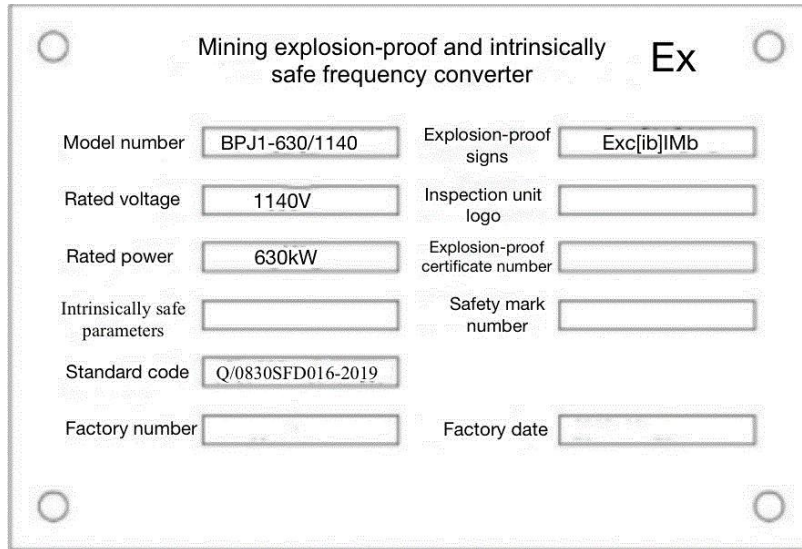 Mining explosion-proof and intrinsically
safe frequency converter
Ex
Model number
BPJ1-630/1140
Explosion-proof
signs
Exc[ib]IMb
Rated voltage
1140V
Inspection unit
logo
Rated power
630kW
Explosion-proof
certificate number
Intrinsically safe
parameters
Safety mark
number
Standard code
Q/0830SFD016-2019
Factory number
Factory date